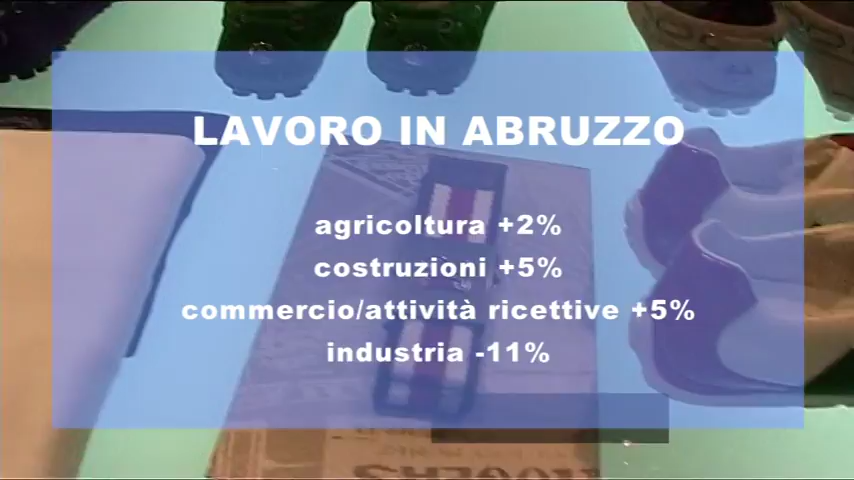 LAVORO IN ABRUZZO
agricoltura +2%
costruzioni +5%
commercio/attività ricettive +5%
industria -11%